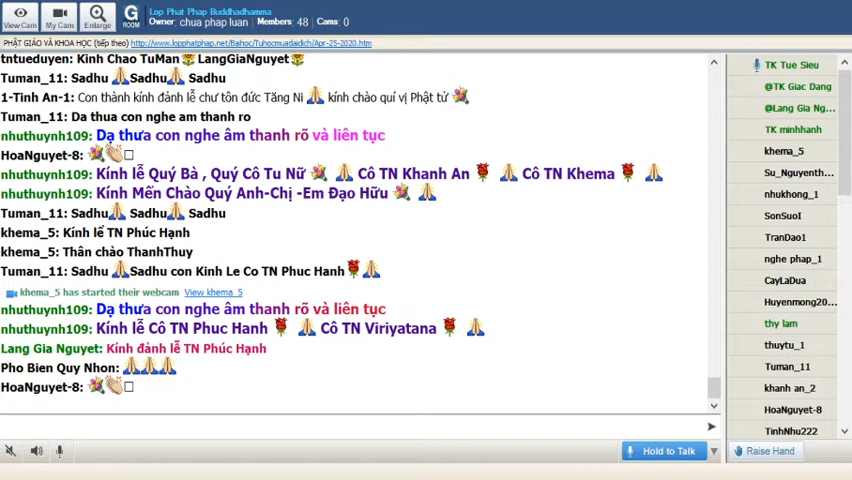 View Cam
My Cam
Enlarge
G
ROOM
Lop Phat Phap Buddhadhamma
Owner: chua phap luan   Members: 48   Cams: 0
PHẬT GIÁO VÀ KHOA HỌC (tiếp theo) http://www.lopphatphap.net/Baihoc/Tuhocmuadaidich/Apr-25-2020.htm
tntueduyen: Kinh Chao TuMan LangGiaNguyet
Tuman_11: Sadhu Sadhu Sadhu
1-Tinh An-1: Con thành kính đảnh lễ chư tôn đức Tăng Ni kính chào quí vị Phật tử
Tuman_11: Da thua con nghe am thanh ro
nhuthuynh109: Dạ thưa con nghe âm thanh rõ và liên tục
HoaNguyet-8:
nhuthuynh109: Kính lễ Quý Bà , Quý Cô Tu Nữ Cô TN Khanh An Cô TN Khema
nhuthuynh109: Kính Mến Chào Quý Anh-Chị -Em Đạo Hữu
Tuman_11: Sadhu Sadhu Sadhu
khema_5: Kính lể TN Phúc Hạnh
khema_5: Thân chào ThanhThuy
Tuman_11: Sadhu Sadhu con Kinh Le Co TN Phuc Hanh
khema_5 has started their webcam View khema_5
nhuthuynh109: Dạ thưa con nghe âm thanh rõ và liên tục
nhuthuynh109: Kính lễ Cô TN Phuc Hanh Cô TN Viriyatana
Lang Gia Nguyet: Kính đảnh lễ TN Phúc Hạnh
Pho Bien Quy Nhon:
HoaNguyet-8:
Hold to Talk
TK Tue Sieu
@TK Giac Dang
@Lang Gia Ng...
TK minhhanh
khema_5
Su_Nguyenth...
nhukhong_1
SonSuoI
TranDao1
nghe phap_1
CayLaDua
Huyenmong20...
thy lam
thuytu_1
Tuman_11
khanh an_2
HoaNguyet-8
TinhNhu222
Raise Hand